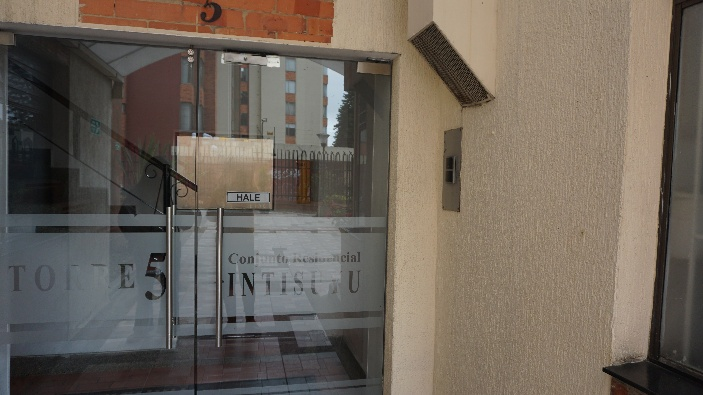 5
HALE
TORRE 5
Conjunto Residencial
INTISUYU